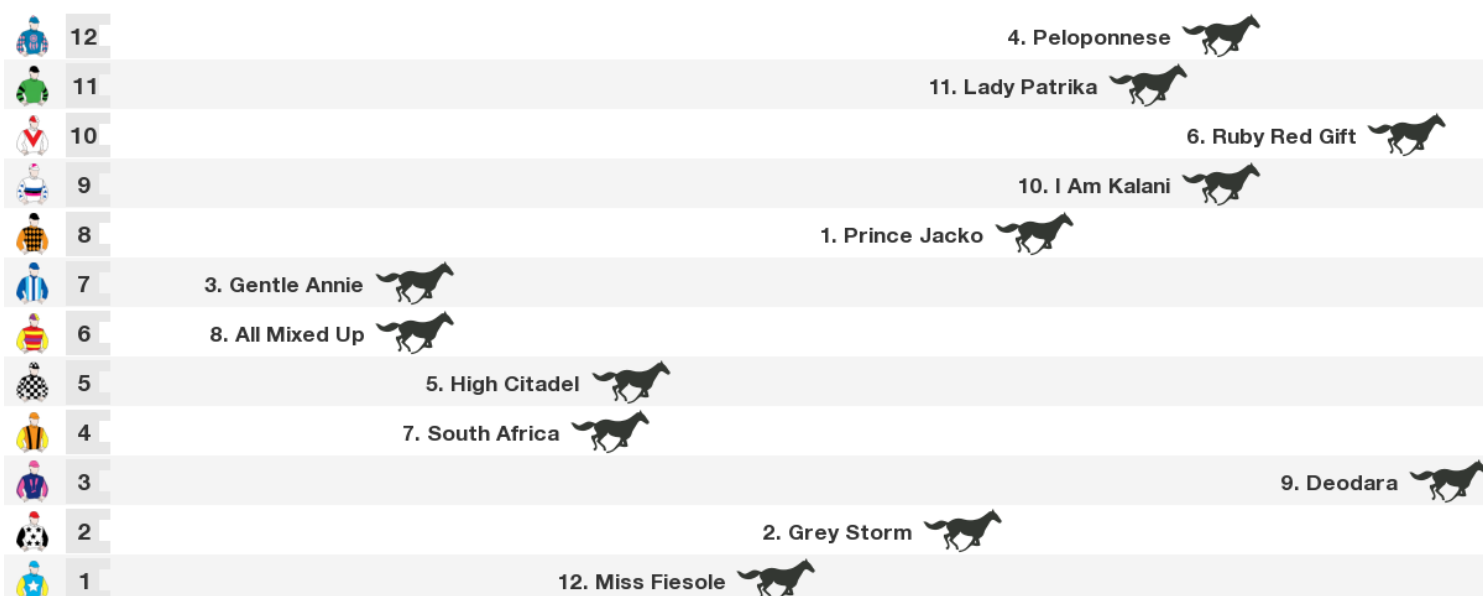 12 4. Peloponnese
11 11. Lady Patrika
10 6. Ruby Red Gift
9 10. I Am Kalani
8 1. Prince Jacko
7 3. Gentle Annie
6 8. All Mixed Up
5 5. High Citadel
4 7. South Africa
3 9. Deodara
2 2. Grey Storm
1 12. Miss Fiesole